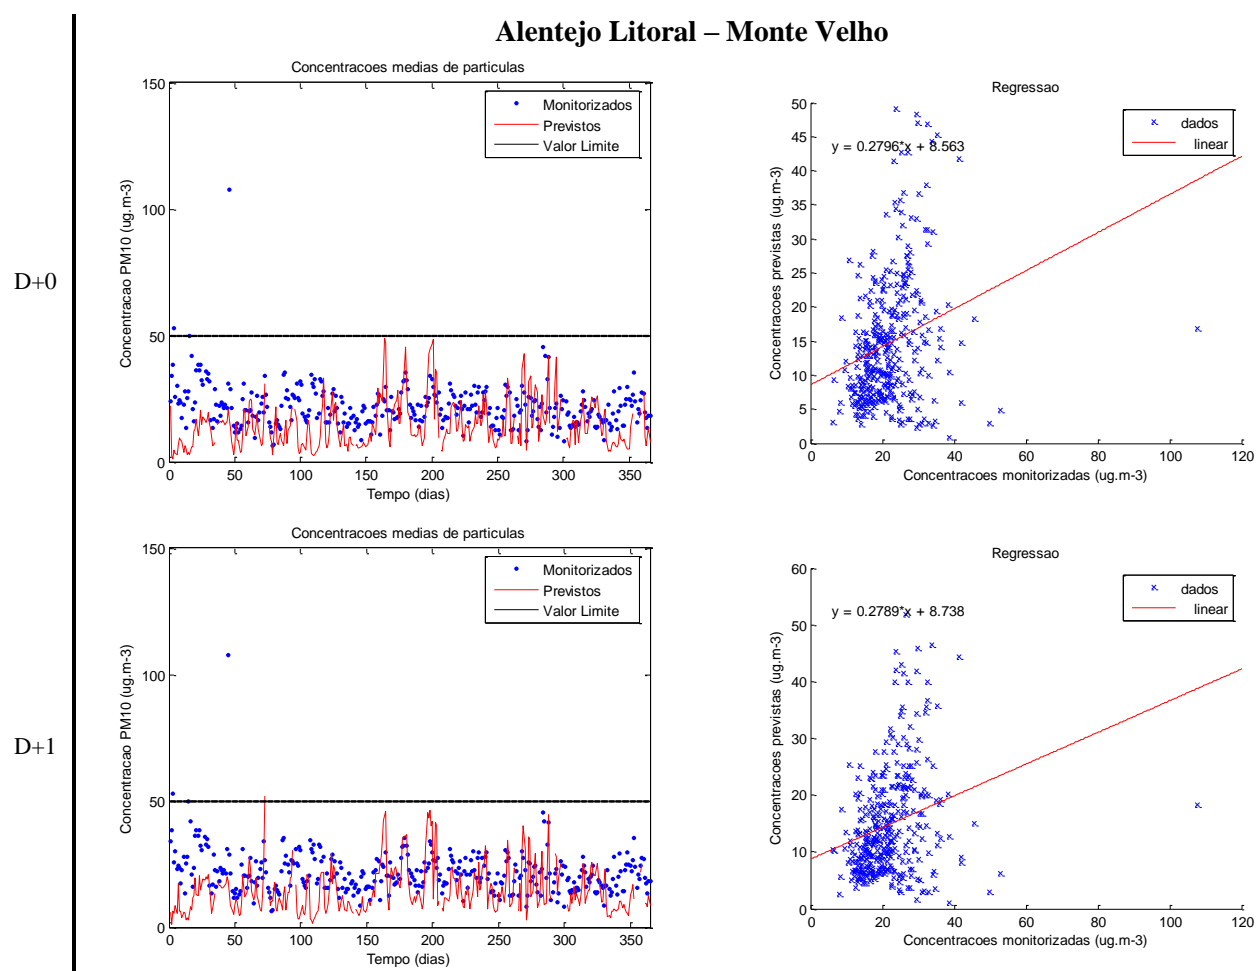 Alentejo Litoral – Monte Velho
D+0
Concentracoes medias de particulas
150
100
50
0
Concentracao PM10 (ug.m-3)
Monitorizados
Previstos
Valor Limite
0 50 100 150 200 250 300 350
Tempo (dias)
Regressao
50
45
40
35
30
25
20
15
10
5
0
Concentracoes previstas (ug.m-3)
y = 0.2796*x + 8.563
dados
linear
0 20 40 60 80 100 120
Concentracoes monitorizadas (ug.m-3)
D+1
Concentracoes medias de particulas
150
100
50
0
Concentracao PM10 (ug.m-3)
Monitorizados
Previstos
Valor Limite
0 50 100 150 200 250 300 350
Tempo (dias)
Regressao
60
50
40
30
20
10
0
Concentracoes previstas (ug.m-3)
y = 0.2789*x + 8.738
dados
linear
0 20 40 60 80 100 120
Concentracoes monitorizadas (ug.m-3)